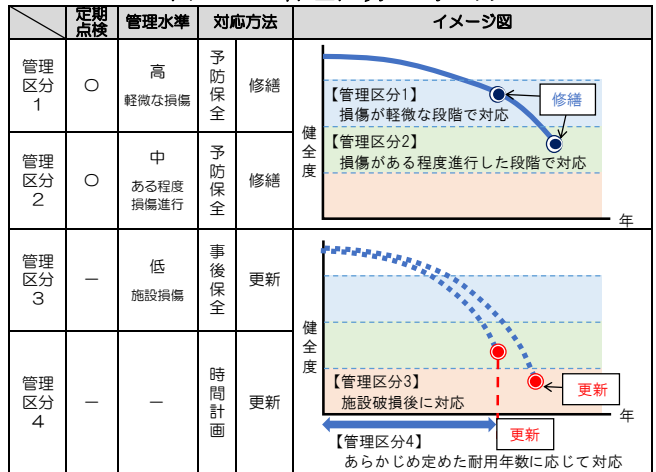 定期
点検
管理水準
対応方法
イメージ図
管理
区分
1
○
高
軽微な損傷
予
防
保
全
修繕
管理
区分
2
○
中
ある程度
損傷進行
予
防
保
全
修繕
【管理区分1】
損傷が軽微な段階で対応
修繕
【管理区分2】
損傷がある程度進行した段階で対応
健
全
度
年
管理
区分
3
－
低
施設損傷
事
後
保
全
更新
管理
区分
4
－
－
時
間
計
画
更新
健
全
度
【管理区分3】
施設破損後に対応
更新
年
更新
【管理区分4】
あらかじめ定めた耐用年数に応じて対応